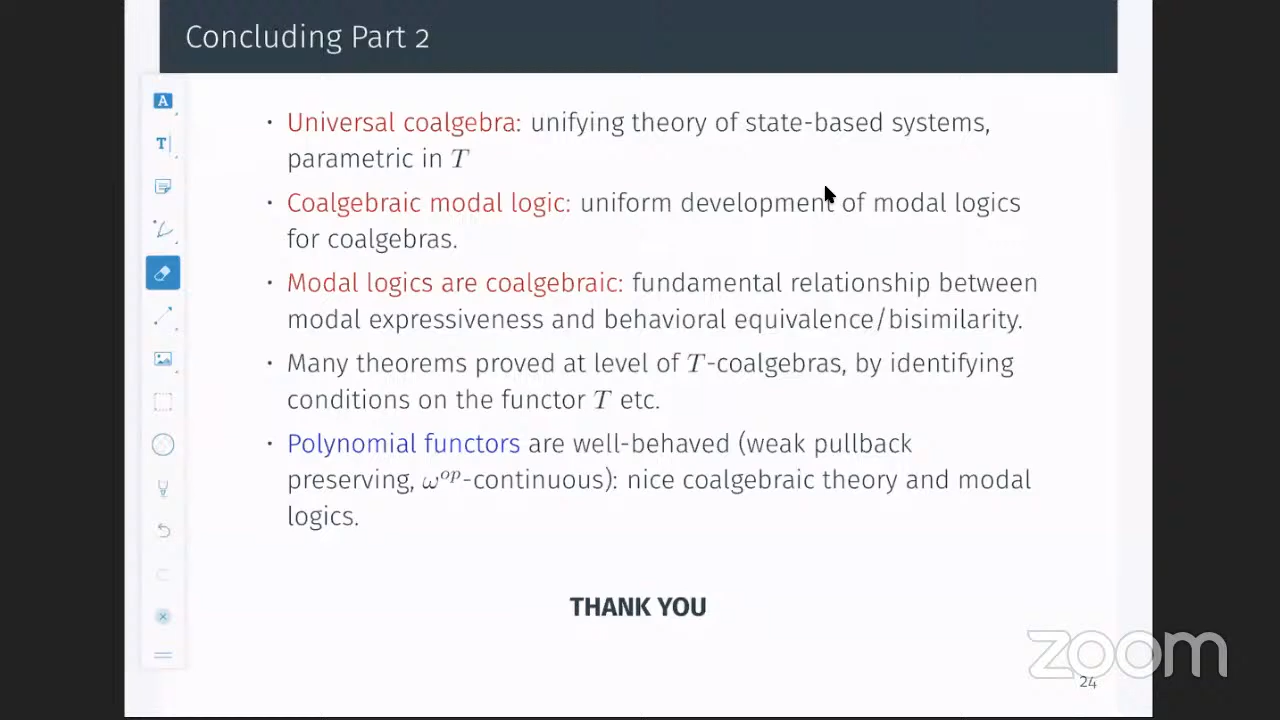 Concluding Part 2
A
T
• Universal coalgebra: unifying theory of state-based systems,
parametric in T
• Coalgebraic modal logic: uniform development of modal logics
for coalgebras.
• Modal logics are coalgebraic: fundamental relationship between
modal expressiveness and behavioral equivalence/bisimilarity.
• Many theorems proved at level of T-coalgebras, by identifying
conditions on the functor T etc.
• Polynomial functors are well-behaved (weak pullback
preserving, ω^{op}-continuous): nice coalgebraic theory and modal
logics.
THANK YOU
zoom
24